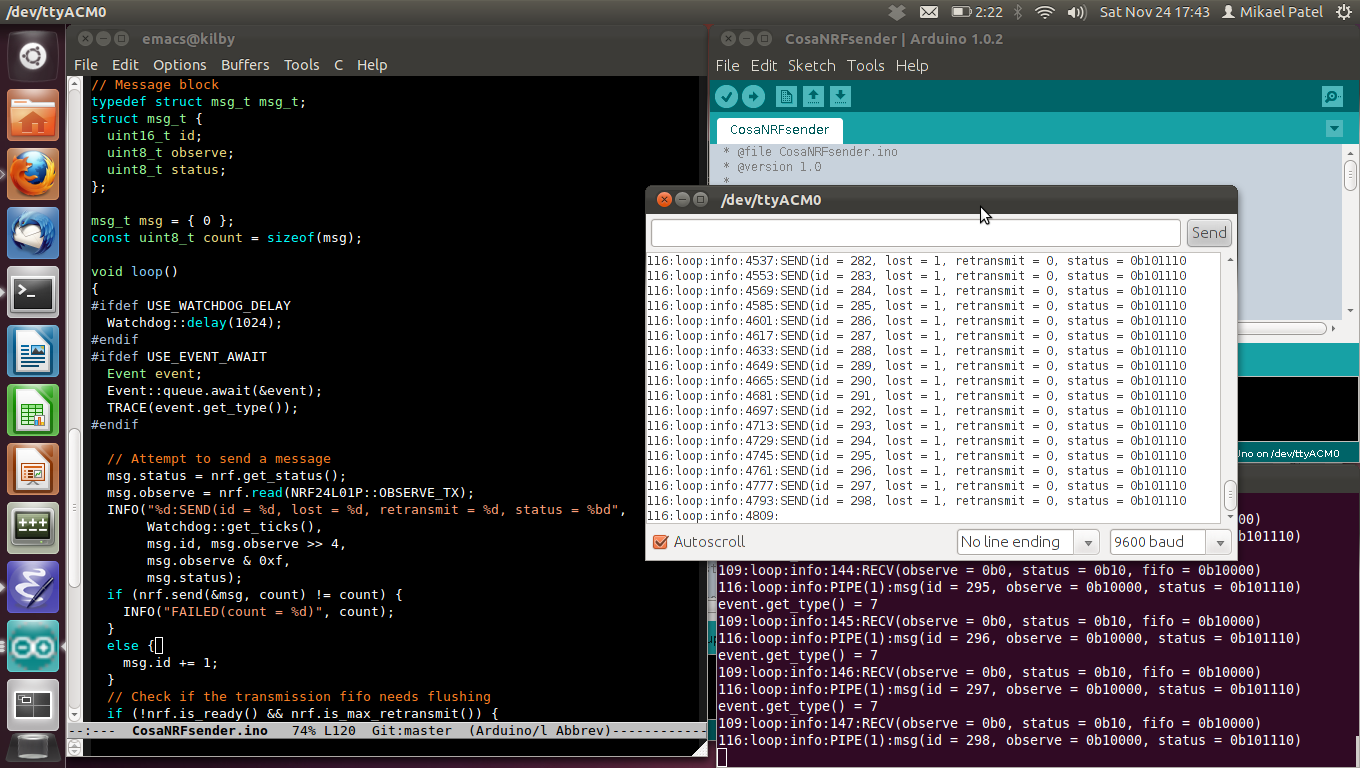 /dev/ttyACM0
2:22
Sat Nov 24 17:43
Mikael Patel
emacs@kilby
File Edit Options Buffers Tools C Help
// Message block
typedef struct msg_t msg_t;
struct msg_t {
uint16_t id;
uint8_t observe;
uint8_t status;
};
msg_t msg = { 0 };
const uint8_t count = sizeof(msg);
void loop()
{
#ifdef USE_WATCHDOG_DELAY
Watchdog::delay(1024);
#endif
#ifdef USE_EVENT_AWAIT
Event event;
Event::queue.await(&event);
TRACE(event.get_type());
#endif
// Attempt to send a message
msg.status = nrf.get_status();
msg.observe = nrf.read(NRF24L01P::OBSERVE_TX);
INFO("%d:SEND(id = %d, lost = %d, retransmit = %d, status = %bd",
Watchdog::get_ticks(),
msg.id, msg.observe >> 4,
msg.observe & 0xf,
msg.status);
if (nrf.send(&msg, count) != count) {
INFO("FAILED(count = %d)", count);
}
else {
msg.id += 1;
}
// Check if the transmission fifo needs flushing
if (!nrf.is_ready() && nrf.is_max_retransmit()) {
--:--- CosaNRFsender.ino 74% L120 Git:master (Arduino/l Abbrev)------------
CosaNRFsender | Arduino 1.0.2
File Edit Sketch Tools Help
CosaNRFsender
* @file CosaNRFsender.ino
* @version 1.0
*
/dev/ttyACM0
Send
116:loop:info:4537:SEND(id = 282, lost = 1, retransmit = 0, status = 0b101110
116:loop:info:4553:SEND(id = 283, lost = 1, retransmit = 0, status = 0b101110
116:loop:info:4569:SEND(id = 284, lost = 1, retransmit = 0, status = 0b101110
116:loop:info:4585:SEND(id = 285, lost = 1, retransmit = 0, status = 0b101110
116:loop:info:4601:SEND(id = 286, lost = 1, retransmit = 0, status = 0b101110
116:loop:info:4617:SEND(id = 287, lost = 1, retransmit = 0, status = 0b101110
116:loop:info:4633:SEND(id = 288, lost = 1, retransmit = 0, status = 0b101110
116:loop:info:4649:SEND(id = 289, lost = 1, retransmit = 0, status = 0b101110
116:loop:info:4665:SEND(id = 290, lost = 1, retransmit = 0, status = 0b101110
116:loop:info:4681:SEND(id = 291, lost = 1, retransmit = 0, status = 0b101110
116:loop:info:4697:SEND(id = 292, lost = 1, retransmit = 0, status = 0b101110
116:loop:info:4713:SEND(id = 293, lost = 1, retransmit = 0, status = 0b101110
116:loop:info:4729:SEND(id = 294, lost = 1, retransmit = 0, status = 0b101110
116:loop:info:4745:SEND(id = 295, lost = 1, retransmit = 0, status = 0b101110
116:loop:info:4761:SEND(id = 296, lost = 1, retransmit = 0, status = 0b101110
116:loop:info:4777:SEND(id = 297, lost = 1, retransmit = 0, status = 0b101110
116:loop:info:4793:SEND(id = 298, lost = 1, retransmit = 0, status = 0b101110
116:loop:info:4809:
Autoscroll
No line ending
9600 baud
Uno on /dev/ttyACM0
00)
b101110)
109:loop:info:144:RECV(observe = 0b0, status = 0b10, fifo = 0b10000)
116:loop:info:PIPE(1):msg(id = 295, observe = 0b10000, status = 0b101110)
event.get_type() = 7
109:loop:info:145:RECV(observe = 0b0, status = 0b10, fifo = 0b10000)
116:loop:info:PIPE(1):msg(id = 296, observe = 0b10000, status = 0b101110)
event.get_type() = 7
109:loop:info:146:RECV(observe = 0b0, status = 0b10, fifo = 0b10000)
116:loop:info:PIPE(1):msg(id = 297, observe = 0b10000, status = 0b101110)
event.get_type() = 7
109:loop:info:147:RECV(observe = 0b0, status = 0b10, fifo = 0b10000)
116:loop:info:PIPE(1):msg(id = 298, observe = 0b10000, status = 0b101110)